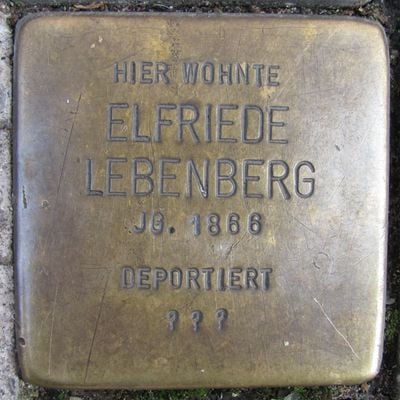 HIER WOHNTE
ELFRIEDE
LEBENBERG
JG. 1866
DEPORTIERT
? ? ?